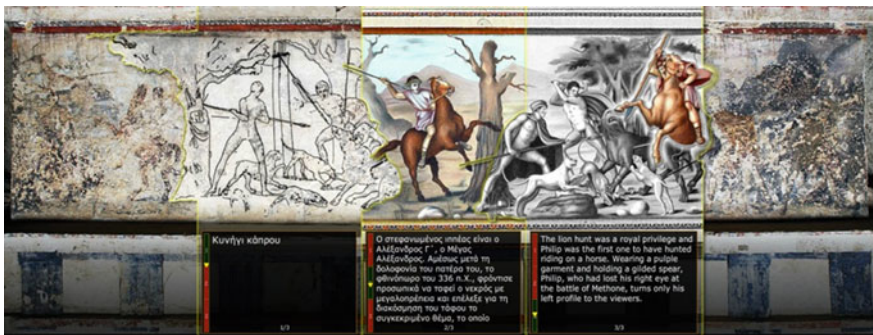 Κυνήγι κάπρου
1/3
Ο στεφανωμένος ιππέας είναι ο
Αλέξανδρος Γ΄, ο Μέγας
Αλέξανδρος. Αμέσως μετά τη
δολοφονία του πατέρα του, το
φθινόπωρο του 336 π.Χ., φρόντισε
προσωπικά να ταφεί ο νεκρός με
μεγαλοπρέπεια και επέλεξε για τη
διακόσμηση του τάφου το
συγκεκριμένο θέμα, το οποίο
2/3
The lion hunt was a royal privilege and
Philip was the first one to have hunted
riding on a horse. Wearing a pulple
garment and holding a gilded spear,
Philip, who had lost his right eye at
the battle of Methone, turns only his
left profile to the viewers.
3/3